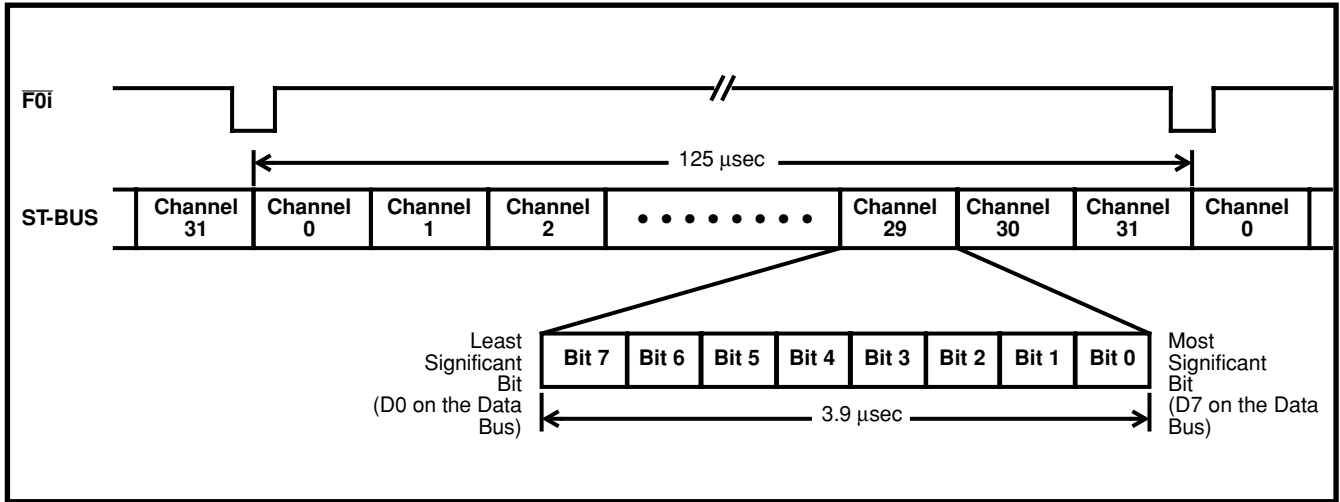 F0i
125 µsec
ST-BUS
Channel 31
Channel 0
Channel 1
Channel 2
Channel 29
Channel 30
Channel 31
Channel 0
Least
Significant
Bit
(D0 on the Data
Bus)
Bit 7
Bit 6
Bit 5
Bit 4
Bit 3
Bit 2
Bit 1
Bit 0
Most
Significant
Bit
(D7 on the Data
Bus)
3.9 µsec